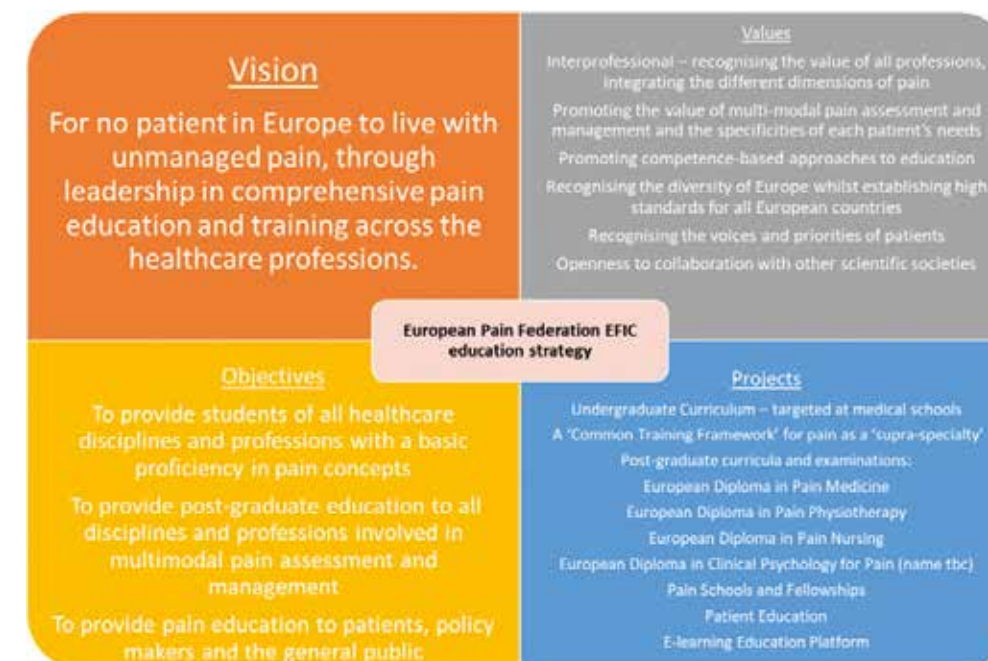 Vision
For no patient in Europe to live with
unmanaged pain, through
leadership in comprehensive pain
education and training across the
healthcare professions.
Values
Interprofessional – recognising the value of all professions,
integrating the different dimensions of pain
Promoting the value of multi-modal pain assessment and
management and the specificities of each patient's needs
Promoting competence-based approaches to education
Recognising the diversity of Europe whilst establishing high
standards for all European countries
Recognising the voices and priorities of patients
Openness to collaboration with other scientific societies
European Pain Federation EFIC
education strategy
Objectives
To provide students of all healthcare
disciplines and professions with a basic
proficiency in pain concepts
To provide post-graduate education to all
disciplines and professions involved in
multimodal pain assessment and
management
To provide pain education to patients, policy
makers and the general public
Projects
Undergraduate Curriculum – targeted at medical schools
A 'Common Training Framework' for pain as a 'supra-specialty'
Post-graduate curricula and examinations:
European Diploma in Pain Medicine
European Diploma in Pain Physiotherapy
European Diploma in Pain Nursing
European Diploma in Clinical Psychology for Pain (name tbc)
Pain Schools and Fellowships
Patient Education
E-learning Education Platform